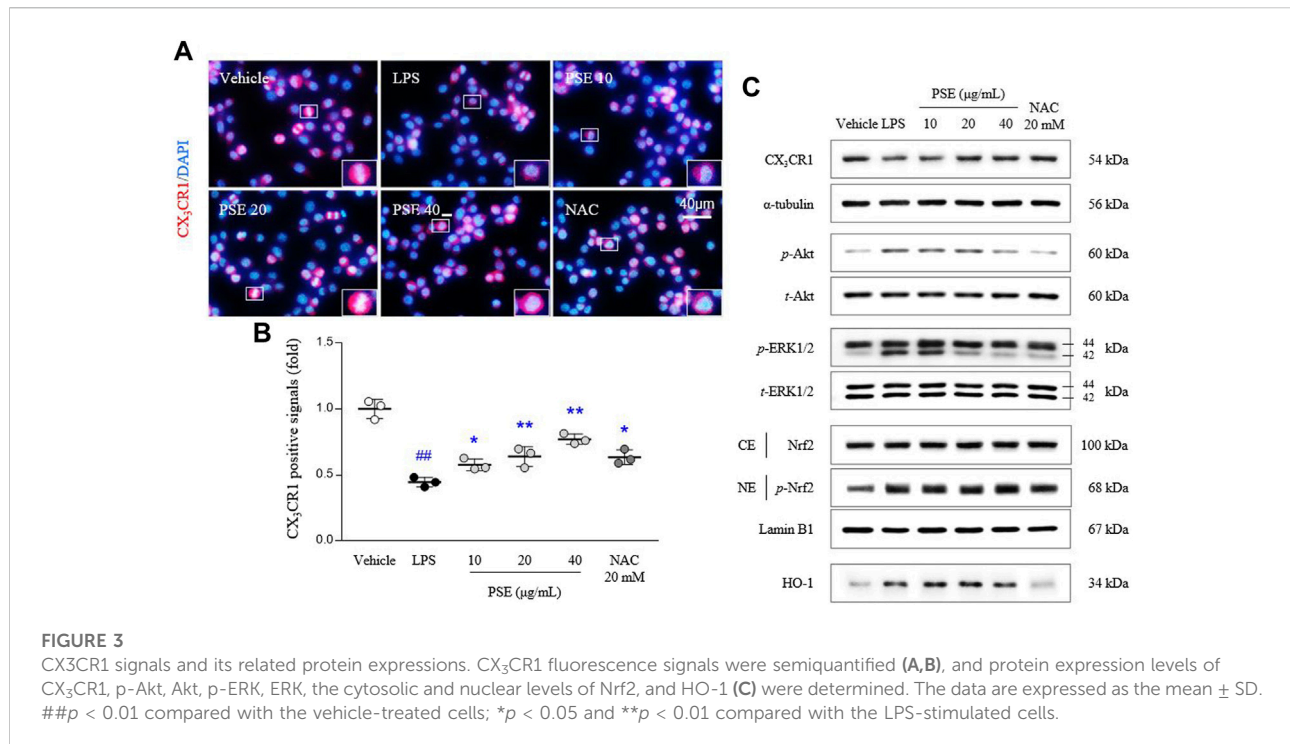 A
Vehicle
LPS
PSE 10
PSE 20
PSE 40
NAC
40µm
CX₃CR1/DAPI
B
CX₃CR1 positive signals (fold)
1.5
1.0
0.5
0.0
##
*
**
**
*
Vehicle
LPS
10
20
40
NAC
20 mM
PSE (µg/mL)
C
PSE (µg/mL)
NAC
Vehicle LPS 10 20 40 20 mM
CX₃CR1 54 kDa
α-tubulin 56 kDa
p-Akt 60 kDa
t-Akt 60 kDa
p-ERK1/2 44 42 kDa
t-ERK1/2 44 42 kDa
CE | Nrf2 100 kDa
NE | p-Nrf2 68 kDa
Lamin B1 67 kDa
HO-1 34 kDa
FIGURE 3
CX3CR1 signals and its related protein expressions. CX₃CR1 fluorescence signals were semiquantified (A,B), and protein expression levels of
CX₃CR1, p-Akt, Akt, p-ERK, ERK, the cytosolic and nuclear levels of Nrf2, and HO-1 (C) were determined. The data are expressed as the mean ± SD.
##p < 0.01 compared with the vehicle-treated cells; *p < 0.05 and **p < 0.01 compared with the LPS-stimulated cells.